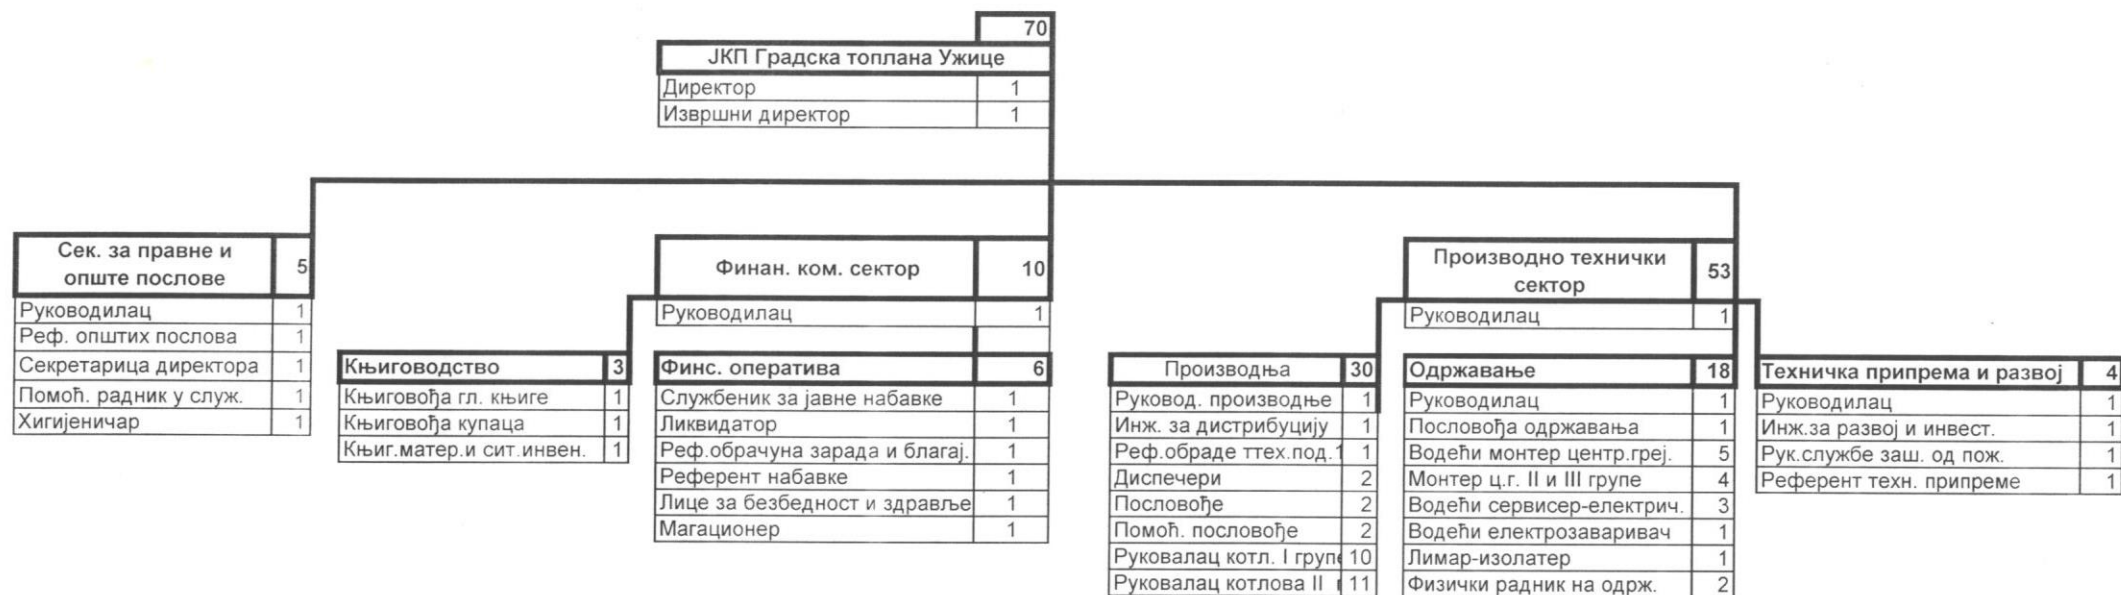 70
ЈКП Градска топлана Ужице
Директор 1
Извршни директор 1
Сек. за правне и
опште послове 5
Руководилац 1
Реф. општих послова 1
Секретарица директора 1
Помоћ. радник у служ. 1
Хигијеничар 1
Финан. ком. сектор 10
Руководилац 1
Књиговодство 3
Књиговођа гл. књиге 1
Књиговођа купаца 1
Књиг.матер.и сит.инвен. 1
Финс. оператива 6
Службеник за јавне набавке 1
Ликвидатор 1
Реф.обрачуна зарада и благај. 1
Референт набавке 1
Лице за безбедност и здравље 1
Магационер 1
Производно технички
сектор 53
Руководилац 1
Производња 30
Руковод. производње 1
Инж. за дистрибуцију 1
Реф.обраде ттех.под.1 1
Диспечери 2
Пословође 2
Помоћ. пословође 2
Руковалац котл. I групе 10
Руковалац котлова II 11
Одржавање 18
Руководилац 1
Пословођа одржавања 1
Водећи монтер центр.греј. 5
Монтер ц.г. II и III групе 4
Водећи сервисер-електрич. 3
Водећи електрозаваривач 1
Лимар-изолатер 1
Физички радник на одрж. 2
Техничка припрема и развој 4
Руководилац 1
Инж.за развој и инвест. 1
Рук.службе заш. од пож. 1
Референт техн. припреме 1